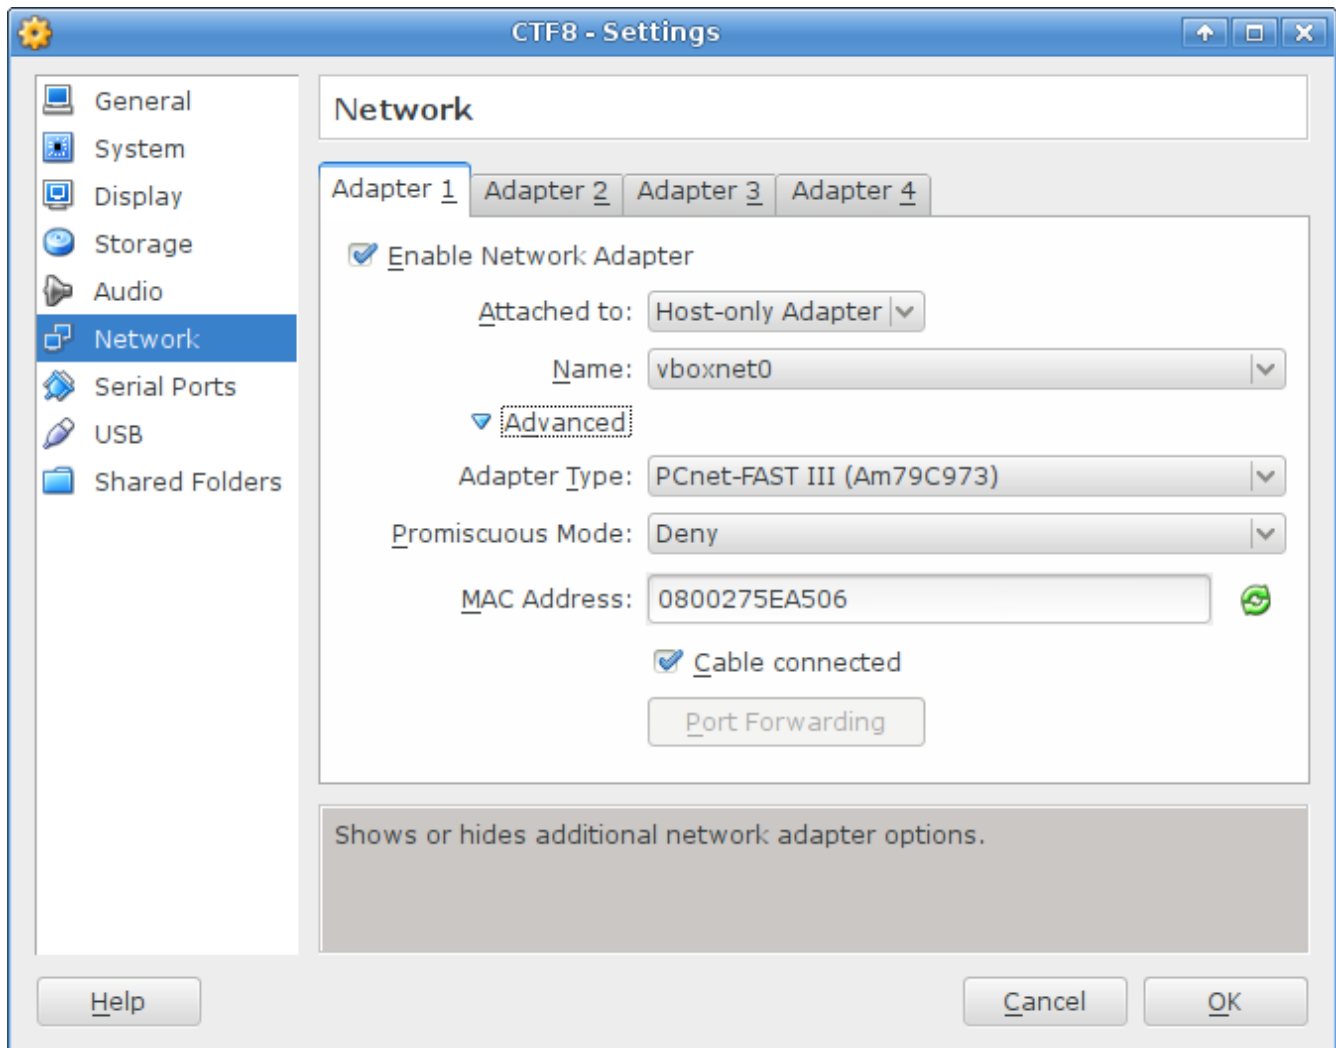 CTF8 - Settings
General
System
Display
Storage
Audio
Network
Serial Ports
USB
Shared Folders
Network
Adapter 1 Adapter 2 Adapter 3 Adapter 4
Enable Network Adapter
Attached to: Host-only Adapter
Name: vboxnet0
Advanced
Adapter Type: PCnet-FAST III (Am79C973)
Promiscuous Mode: Deny
MAC Address: 0800275EA506
Cable connected
Port Forwarding
Shows or hides additional network adapter options.
Help Cancel OK